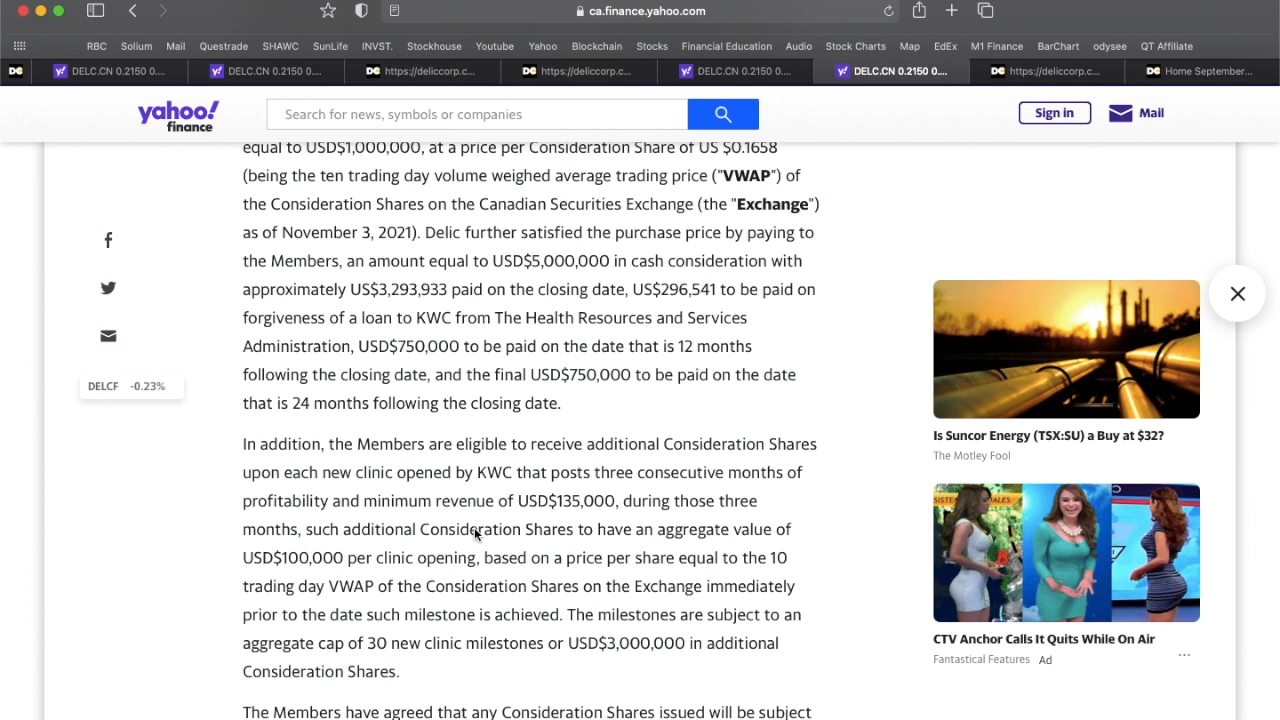 ca.finance.yahoo.com
RBC Solium Mail Questrade SHAWC SunLife INVST. Stockhouse Youtube Yahoo Blockchain Stocks Financial Education Audio Stock Charts Map EdEx M1 Finance BarChart odysee QT Affiliate
DELC.CN 0.2150 0.... DELC.CN 0.2150 0.... https://deliccorp.c... https://deliccorp.c... DELC.CN 0.2150 0.... DELC.CN 0.2150 0.... https://deliccorp.c... Home September...
yahoo!
finance
Search for news, symbols or companies
Sign in
Mail
equal to USD$1,000,000, at a price per Consideration Share of US $0.1658
(being the ten trading day volume weighed average trading price ("VWAP") of
the Consideration Shares on the Canadian Securities Exchange (the "Exchange")
as of November 3, 2021). Delic further satisfied the purchase price by paying to
the Members, an amount equal to USD$5,000,000 in cash consideration with
approximately US$3,293,933 paid on the closing date, US$296,541 to be paid on
forgiveness of a loan to KWC from The Health Resources and Services
Administration, USD$750,000 to be paid on the date that is 12 months
following the closing date, and the final USD$750,000 to be paid on the date
that is 24 months following the closing date.
In addition, the Members are eligible to receive additional Consideration Shares
upon each new clinic opened by KWC that posts three consecutive months of
profitability and minimum revenue of USD$135,000, during those three
months, such additional Consideration Shares to have an aggregate value of
USD$100,000 per clinic opening, based on a price per share equal to the 10
trading day VWAP of the Consideration Shares on the Exchange immediately
prior to the date such milestone is achieved. The milestones are subject to an
aggregate cap of 30 new clinic milestones or USD$3,000,000 in additional
Consideration Shares.
The Members have agreed that any Consideration Shares issued will be subject
DELCF -0.23%
Is Suncor Energy (TSX:SU) a Buy at $32?
The Motley Fool
CTV Anchor Calls It Quits While On Air
Fantastical Features Ad